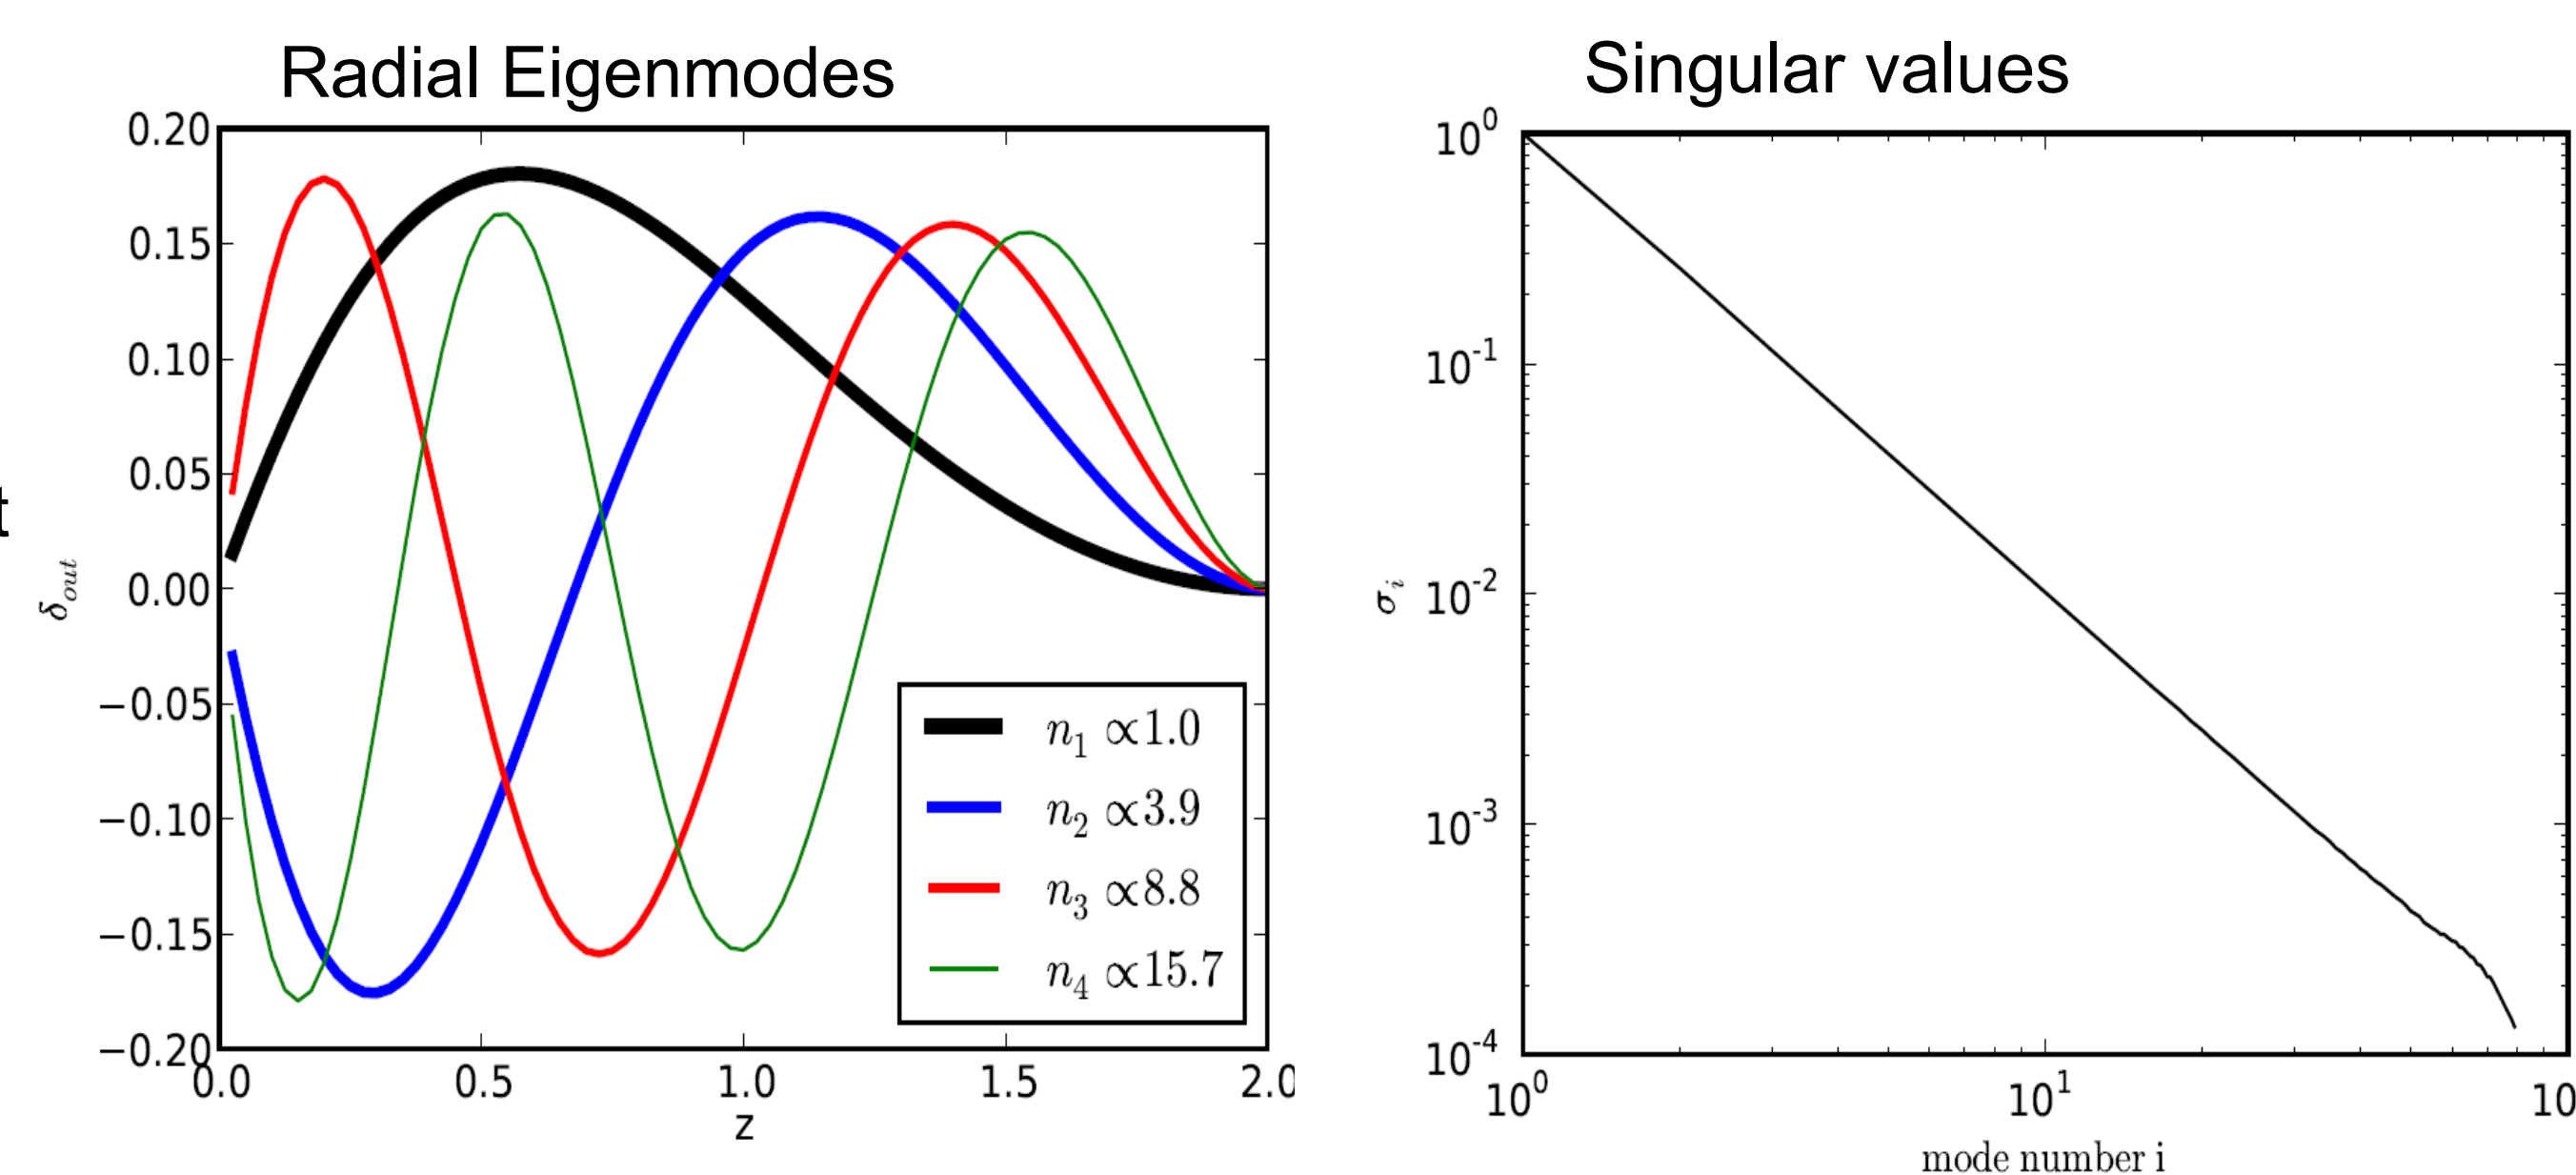 Radial Eigenmodes
0.20
0.15
0.10
0.05
0.00
−0.05
−0.10
−0.15
−0.20
t
δout
0.0 0.5 1.0 1.5 2.0
z
n1 ∝1.0
n2 ∝3.9
n3 ∝8.8
n4 ∝15.7
Singular values
10^0
10^-1
10^-2
10^-3
10^-4
σi
10^0 10^1 10
mode number i